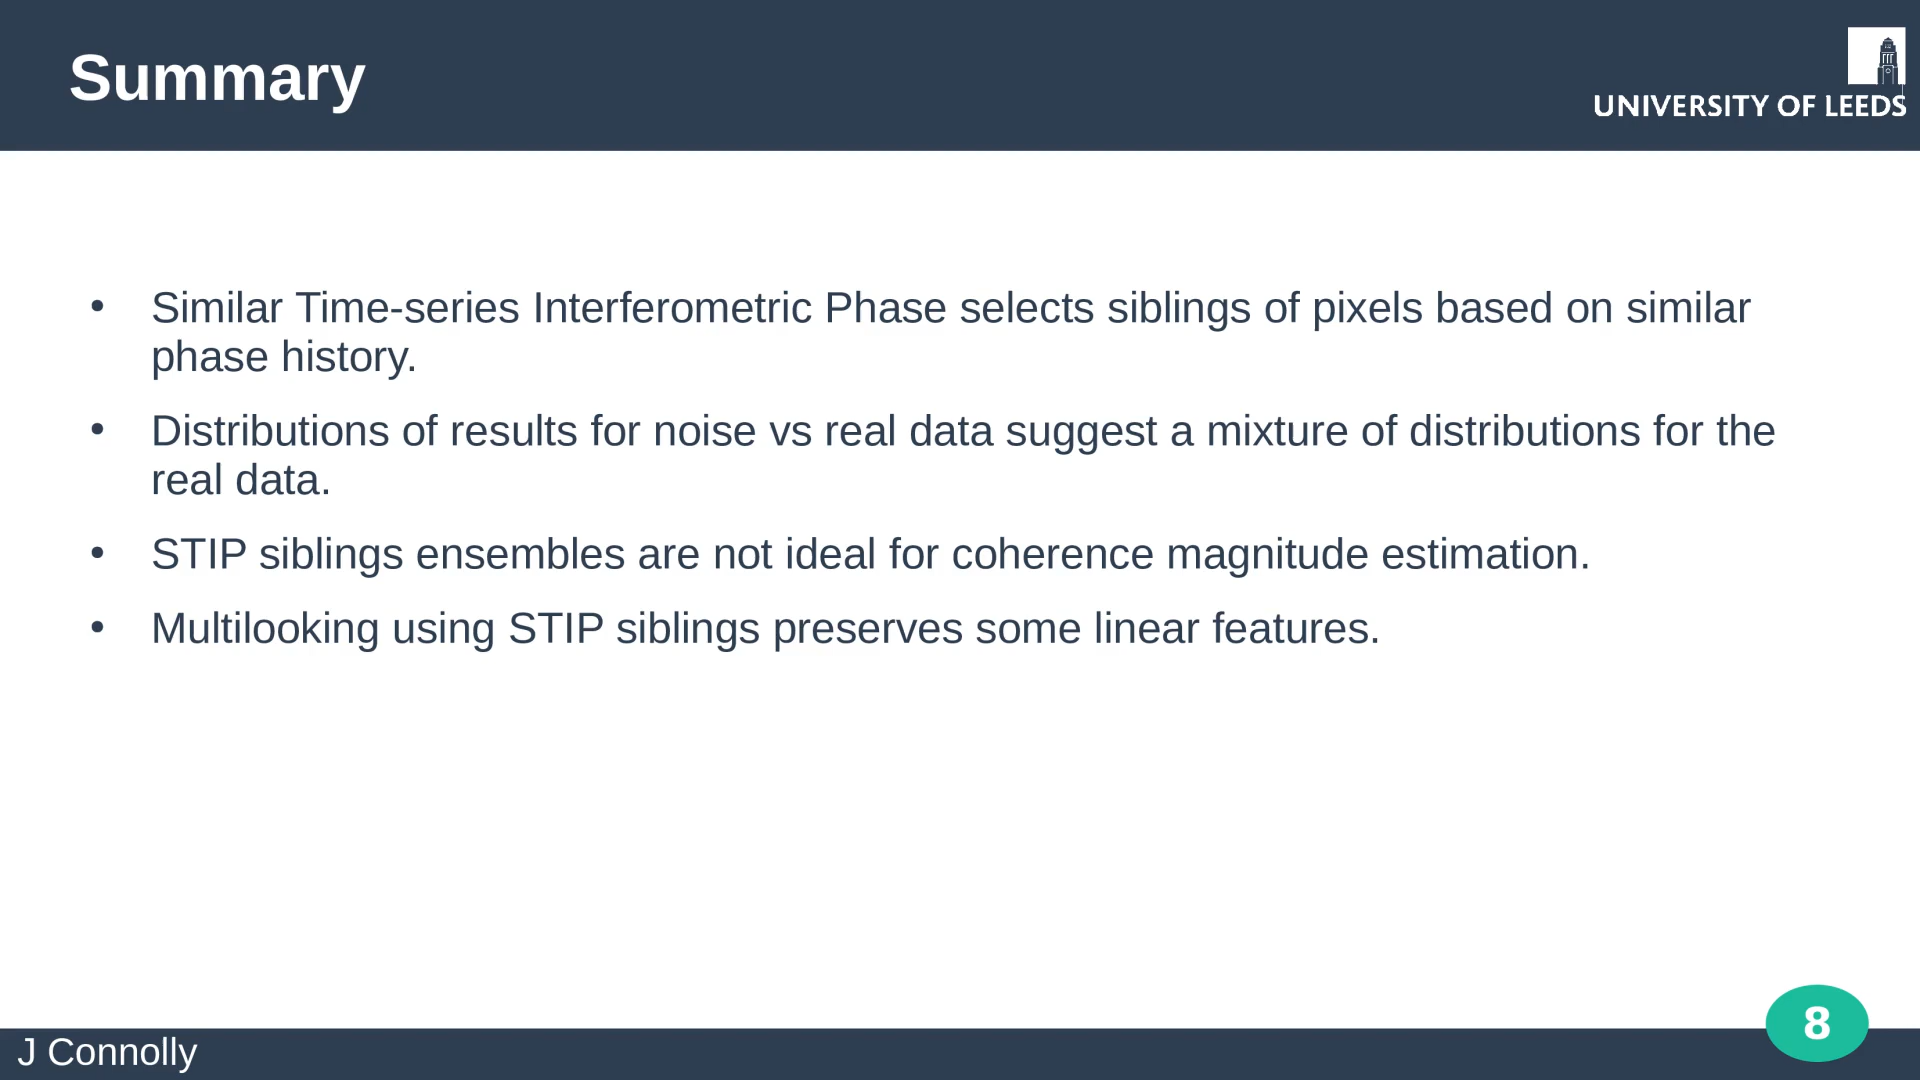 Summary
UNIVERSITY OF LEEDS
• Similar Time-series Interferometric Phase selects siblings of pixels based on similar
phase history.
• Distributions of results for noise vs real data suggest a mixture of distributions for the
real data.
• STIP siblings ensembles are not ideal for coherence magnitude estimation.
• Multilooking using STIP siblings preserves some linear features.
8
J Connolly